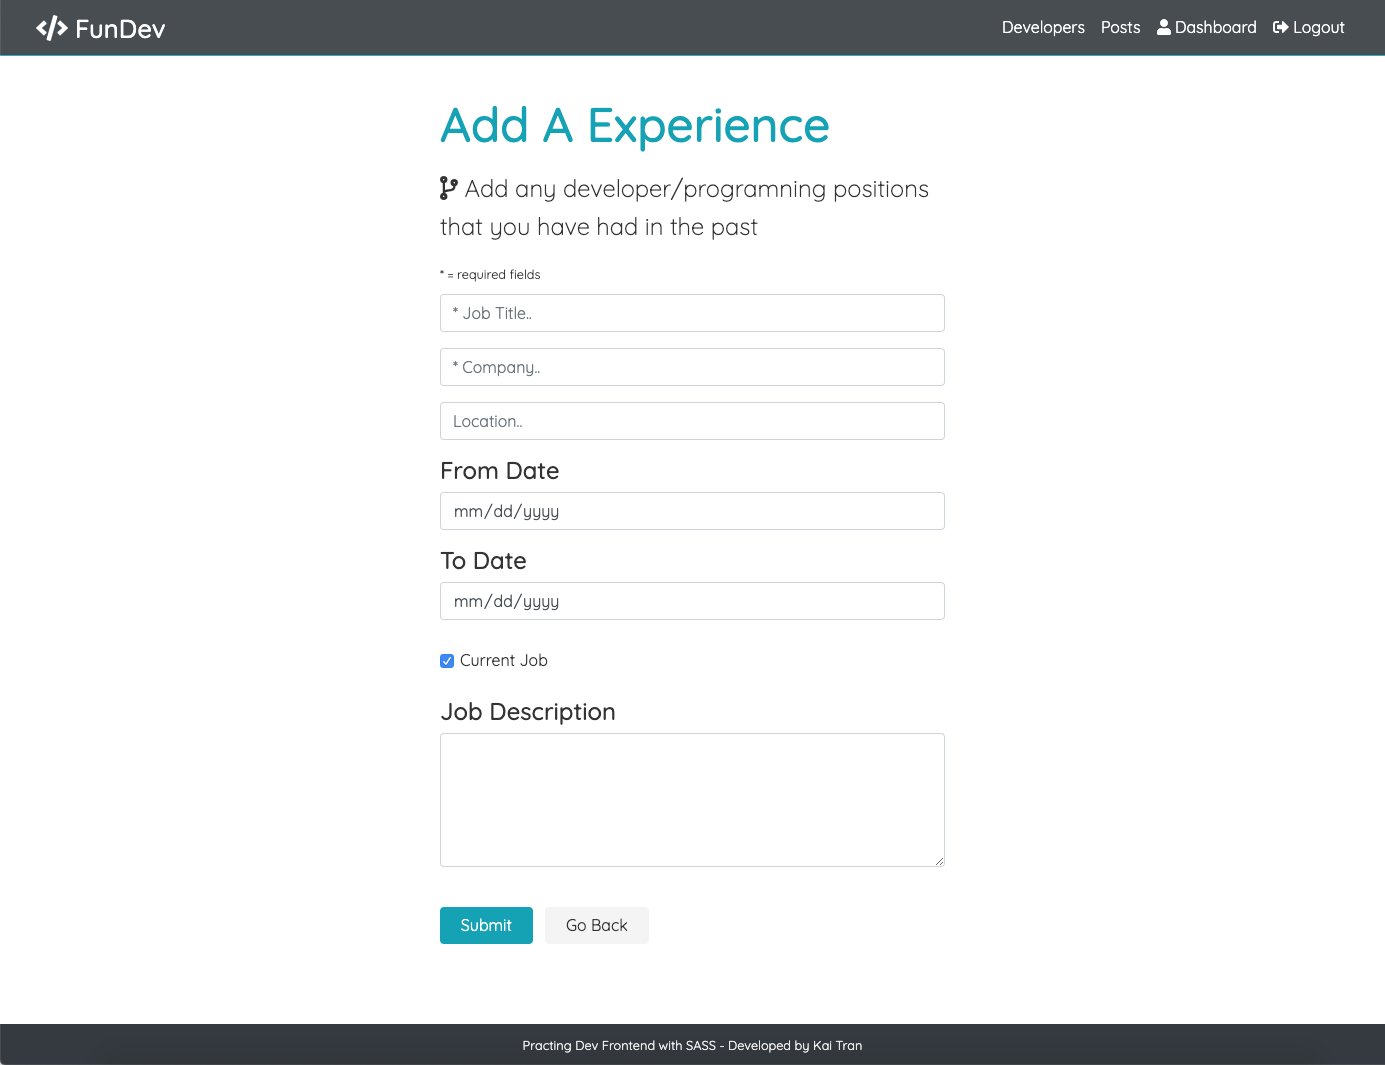 FunDev
Developers Posts Dashboard Logout
Add A Experience
Add any developer/programning positions
that you have had in the past
* = required fields
* Job Title..
* Company..
Location..
From Date
mm/dd/yyyy
To Date
mm/dd/yyyy
Current Job
Job Description
Submit Go Back
Practing Dev Frontend with SASS - Developed by Kai Tran